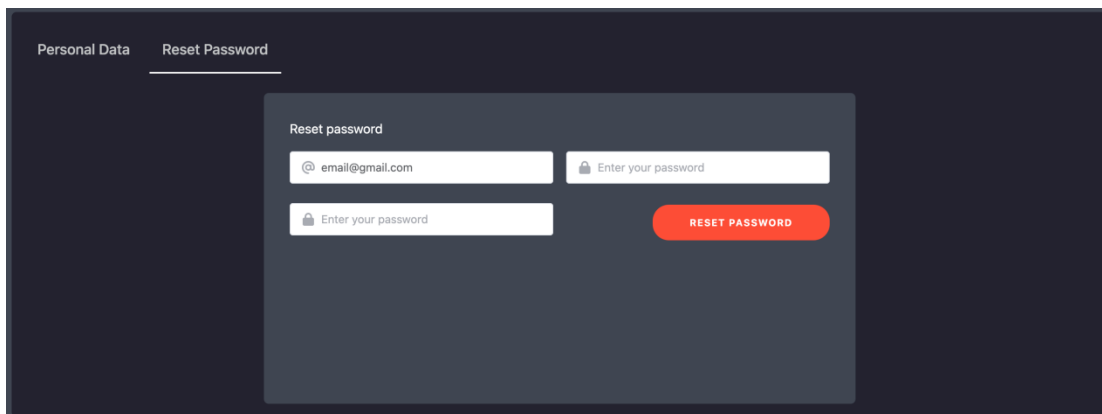 Personal Data
Reset Password
Reset password
@ email@gmail.com
Enter your password
Enter your password
RESET PASSWORD